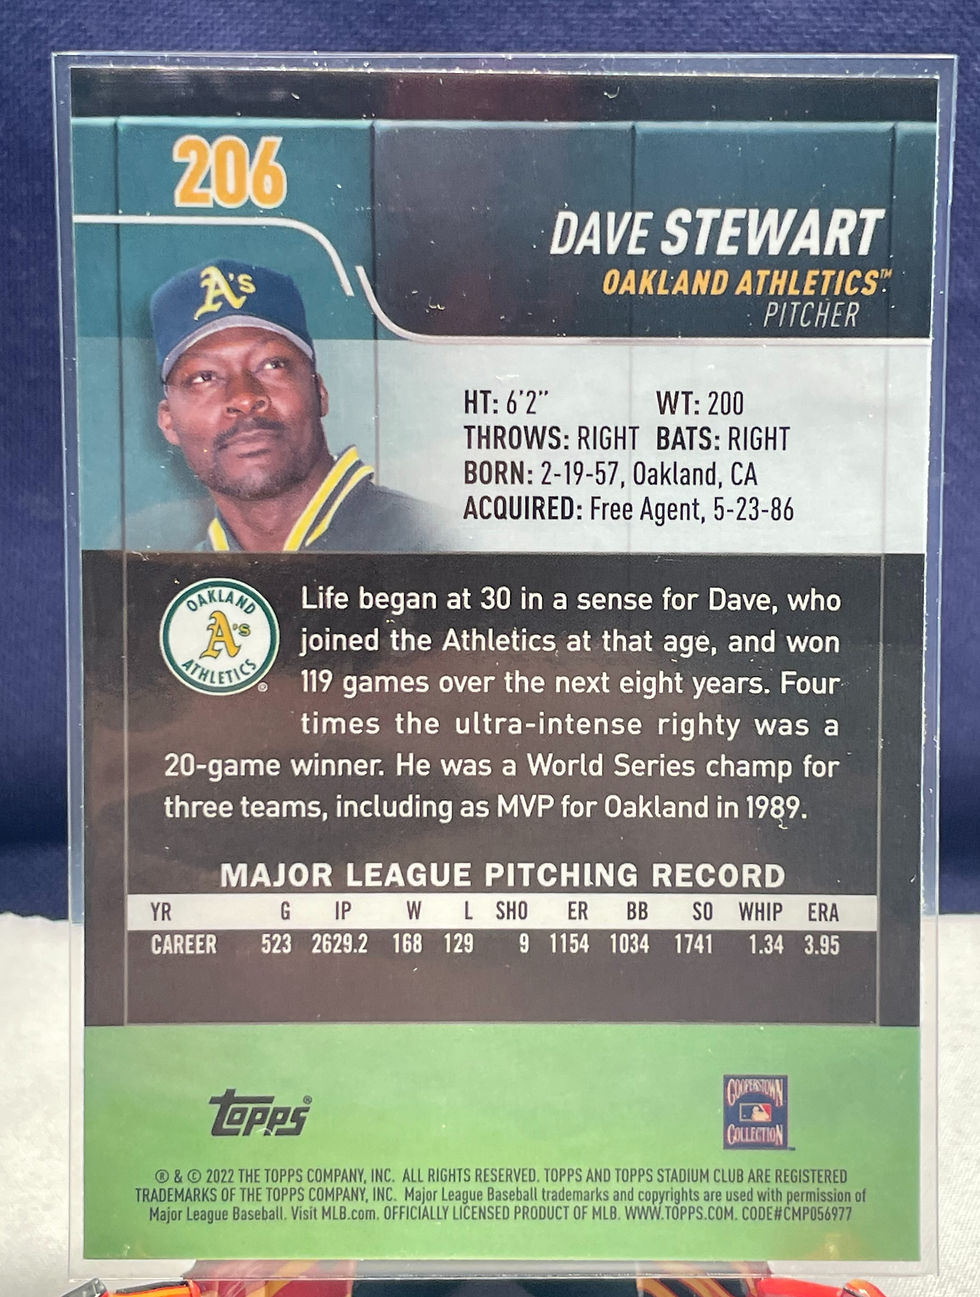 206
DAVE STEWART
OAKLAND ATHLETICS™
PITCHER
A's
HT: 6'2" WT: 200
THROWS: RIGHT BATS: RIGHT
BORN: 2-19-57, Oakland, CA
ACQUIRED: Free Agent, 5-23-86
OAKLAND
A's
ATHLETICS ®
Life began at 30 in a sense for Dave, who
joined the Athletics at that age, and won
119 games over the next eight years. Four
times the ultra-intense righty was a
20-game winner. He was a World Series champ for
three teams, including as MVP for Oakland in 1989.
MAJOR LEAGUE PITCHING RECORD
YR G IP W L SHO ER BB SO WHIP ERA
CAREER 523 2629.2 168 129 9 1154 1034 1741 1.34 3.95
Topps®
COOPERSTOWN
COLLECTION
® & © 2022 THE TOPPS COMPANY, INC. ALL RIGHTS RESERVED. TOPPS AND TOPPS STADIUM CLUB ARE REGISTERED
TRADEMARKS OF THE TOPPS COMPANY, INC. Major League Baseball trademarks and copyrights are used with permission of
Major League Baseball. Visit MLB.com. OFFICIALLY LICENSED PRODUCT OF MLB. WWW.TOPPS.COM. CODE#CMP056977